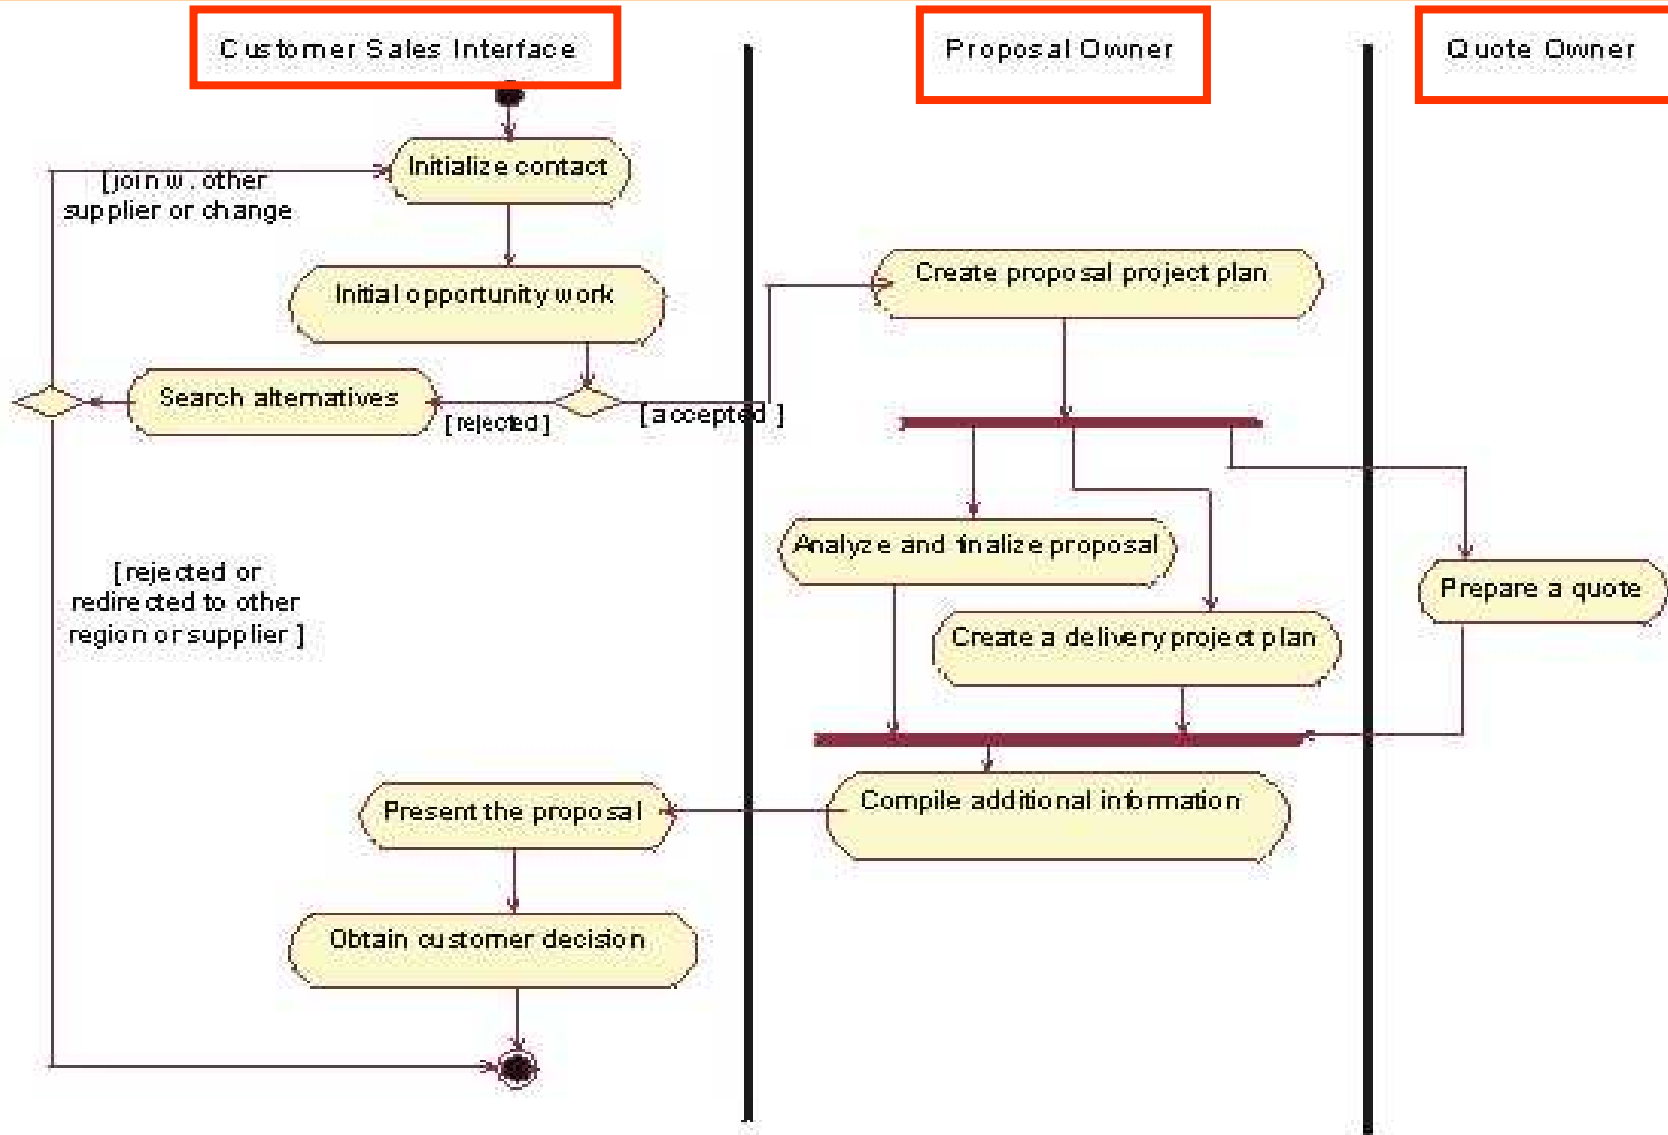 Customer Sales Interface
Proposal Owner
Quote Owner
Initialize contact
[join w. other
supplier or change
Initial opportunity work
Create proposal project plan
Search alternatives
[rejected]
[accepted ]
Analyze and finalize proposal
[rejected or
redirected to other
region or supplier ]
Prepare a quote
Create a delivery project plan
Present the proposal
Compile additional information
Obtain customer decision